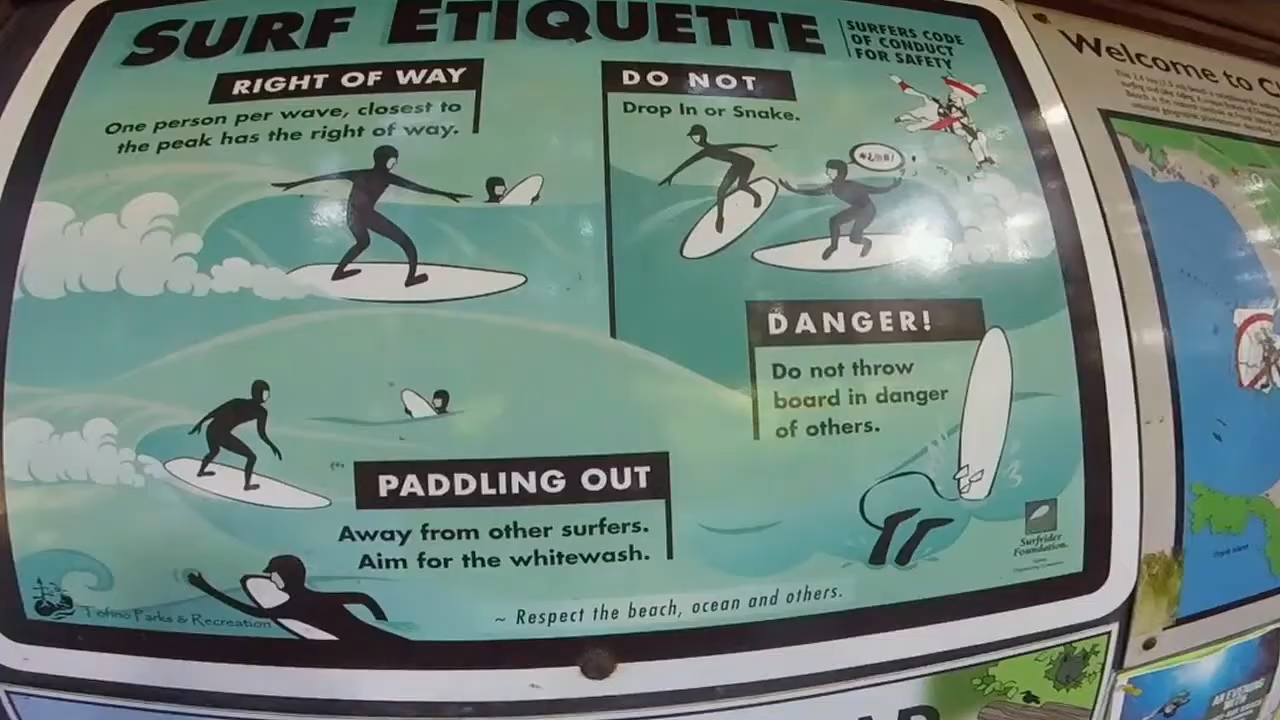 SURF ETIQUETTE
SURFERS CODE
OF CONDUCT
FOR SAFETY
RIGHT OF WAY
One person per wave, closest to
the peak has the right of way.
DO NOT
Drop In or Snake.
DANGER!
Do not throw
board in danger
of others.
PADDLING OUT
Away from other surfers.
Aim for the whitewash.
~ Respect the beach, ocean and others.
Tofino Parks & Recreation
Surfrider
Foundation.
Welcome to C
AN EVENING